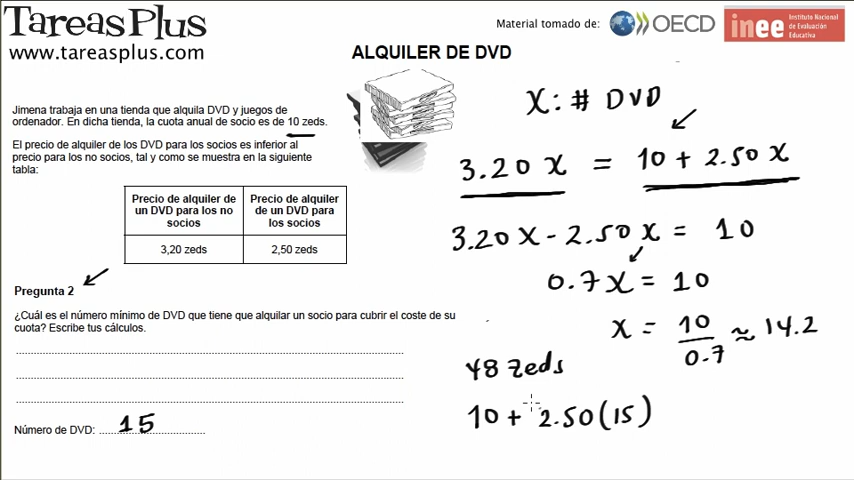 TareasPlus
www.tareasplus.com
Material tomado de:
OECD
inee
Instituto Nacional
de Evaluación
Educativa
ALQUILER DE DVD
Jimena trabaja en una tienda que alquila DVD y juegos de
ordenador. En dicha tienda, la cuota anual de socio es de 10 zeds.
El precio de alquiler de los DVD para los socios es inferior al
precio para los no socios, tal y como se muestra en la siguiente
tabla:
Precio de alquiler de
un DVD para los no
socios
Precio de alquiler
de un DVD para
los socios
3,20 zeds
2,50 zeds
Pregunta 2
¿Cuál es el número mínimo de DVD que tiene que alquilar un socio para cubrir el coste de su
cuota? Escribe tus cálculos.
Número de DVD: 15
X: # DVD
3.20 X = 10 + 2.50 X
3.20 X - 2.50 X = 10
0.7 X = 10
X = 10/0.7 ≈ 14.2
48 zeds
10 + 2.50(15)